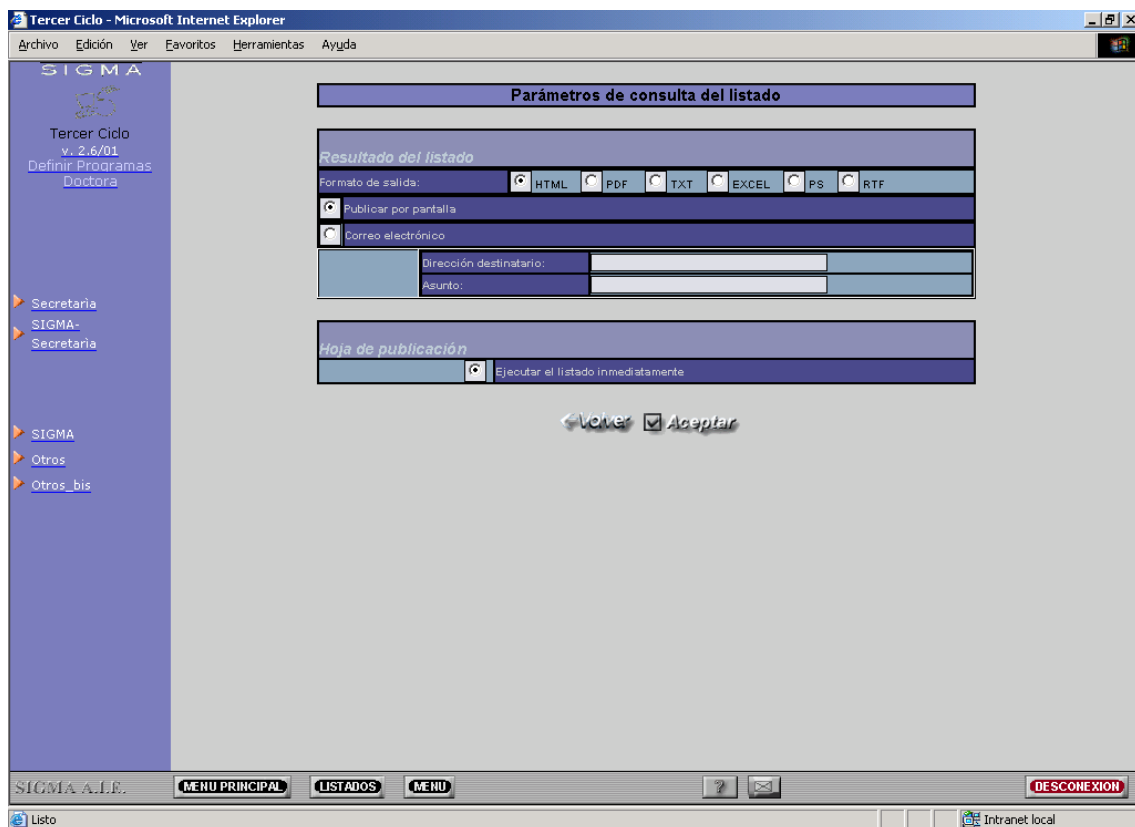 Tercer Ciclo - Microsoft Internet Explorer
Archivo Edición Ver Favoritos Herramientas Ayuda
SIGMA
Tercer Ciclo
v. 2.6/01
Definir Programas
Doctora
Secretaria
SIGMA-
Secretaria
SIGMA
Otros
Otros_bis
Parámetros de consulta del listado
Resultado del listado
Formato de salida: HTML PDF TXT EXCEL PS RTF
Publicar por pantalla
Correo electrónico
Dirección destinatario:
Asunto:
Hoja de publicación
Ejecutar el listado inmediatamente
Volver Aceptar
SIGMA A.I.E. MENU PRINCIPAL LISTADOS MENU ? DESCONEXION
Listo Intranet local